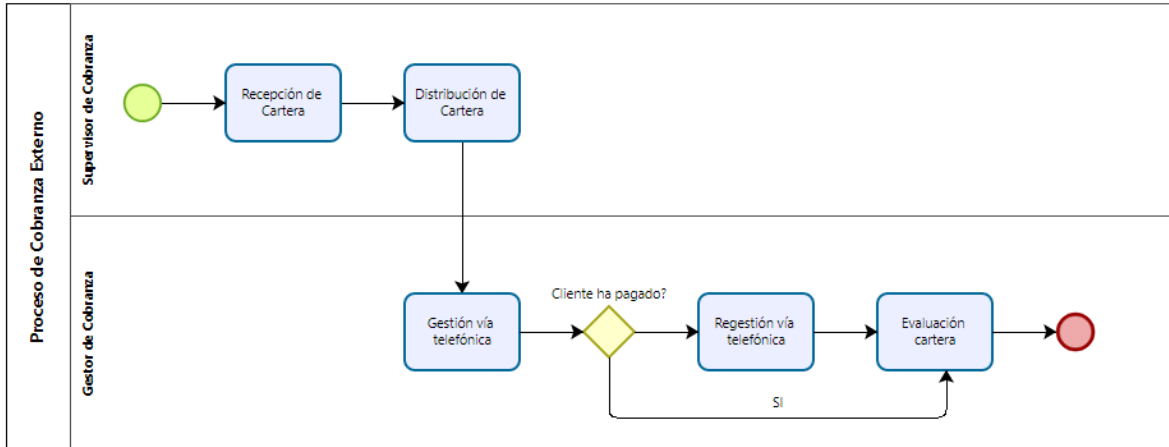 Proceso de Cobranza Externo
Supervisor de Cobranza
Recepción de
Cartera
Distribución de
Cartera
Gestor de Cobranza
Gestión vía
telefónica
Cliente ha pagado?
Regestión vía
telefónica
Evaluación
cartera
SI